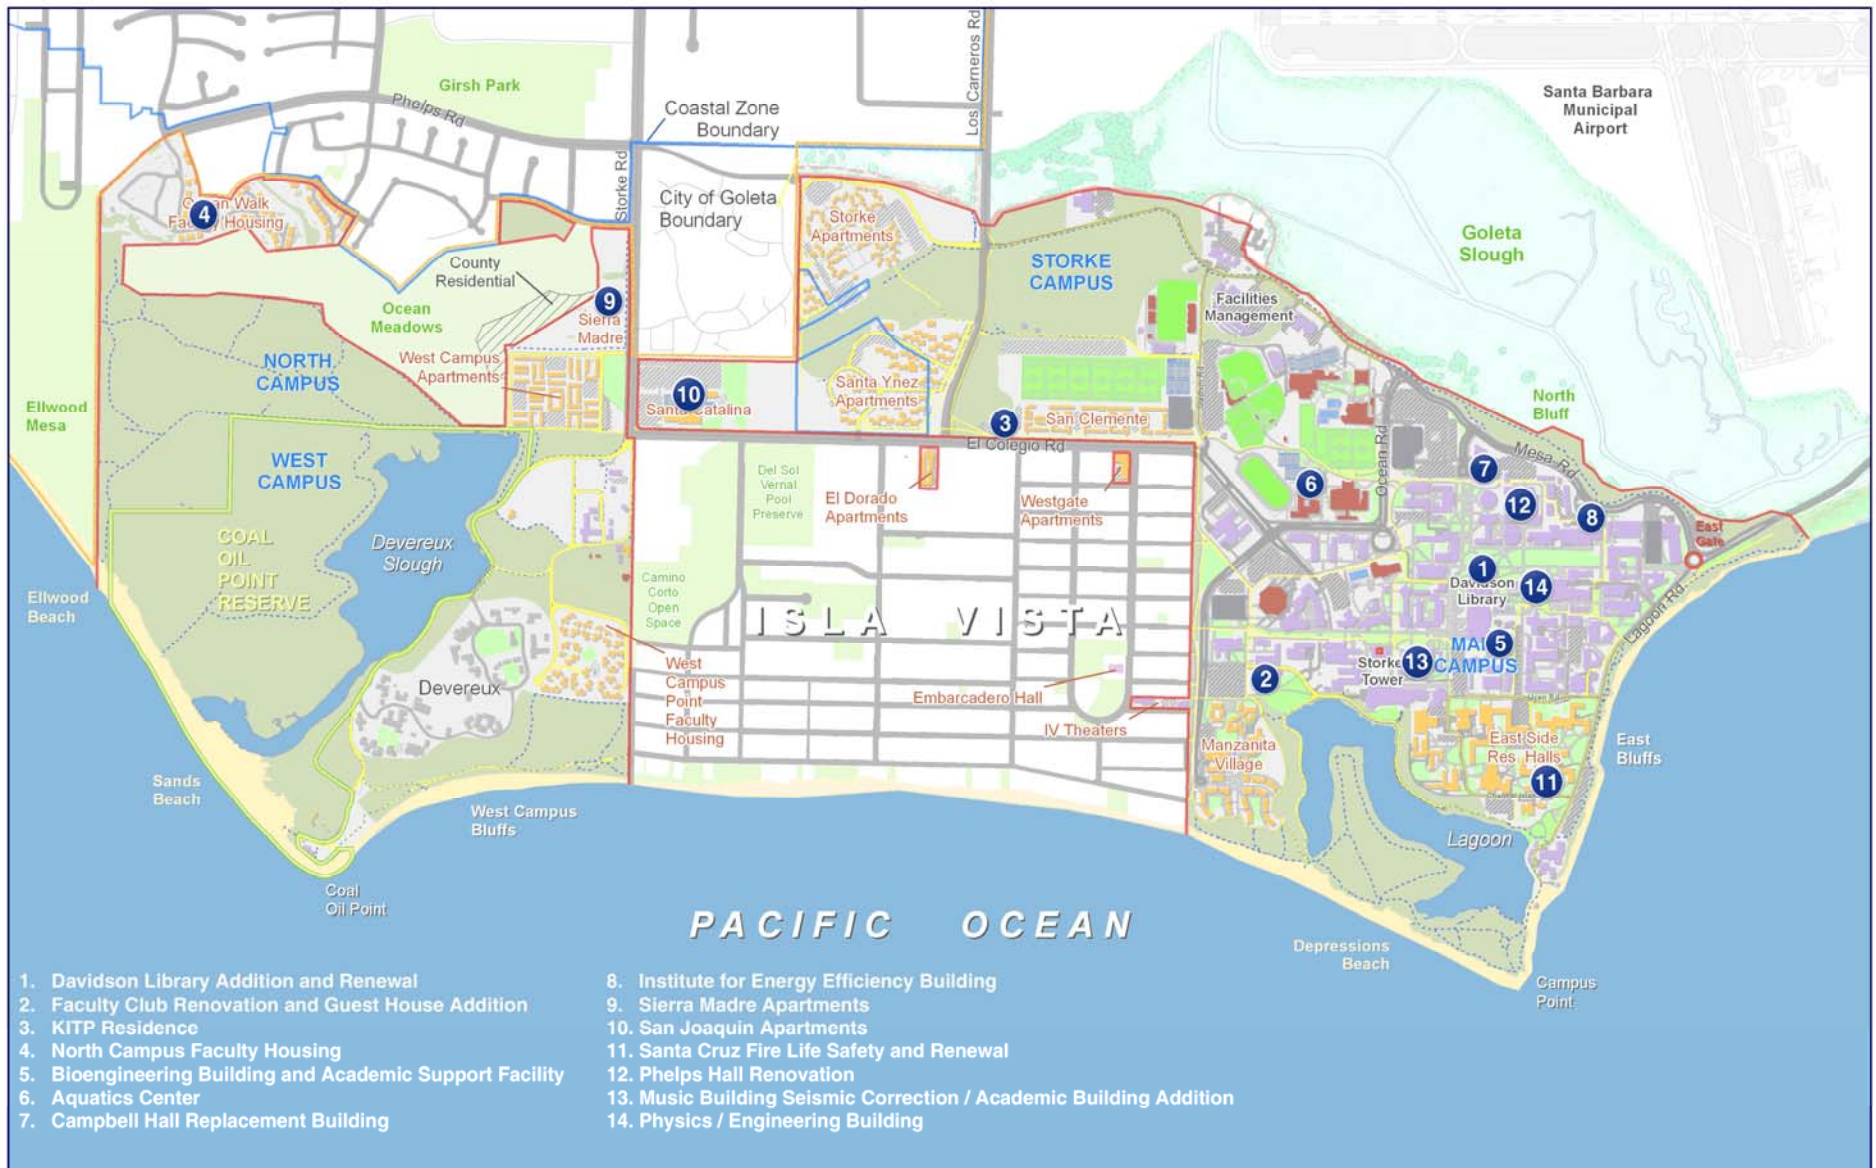 Girsh Park
Phelps Rd
Coastal Zone
Boundary
Los Carneros Rd
Santa Barbara
Municipal
Airport
Storke Rd
City of Goleta
Boundary
4
Walk
Housing
Storke
Apartments
Goleta
Slough
County
Residential
STORKE
CAMPUS
Ocean
Meadows
9
Sierra
Madre
Facilities
Management
NORTH
CAMPUS
West Campus
Apartments
10
Santa Catalina
Santa Ynez
Apartments
3
San Clemente
El Colegio Rd
North
Bluff
Mesa Rd
Ocean Rd
Ellwood
Mesa
WEST
CAMPUS
Del Sol
Vernal
Pool
Preserve
El Dorado
Apartments
Westgate
Apartments
6
7
12
8
East
Gate
COAL
OIL
POINT
RESERVE
Devereux
Slough
Camino
Corto
Open
Space
1
Davidson
Library
14
Lagoon Rd
Ellwood
Beach
ISLA VISTA
MAIN
CAMPUS
5
Storke
Tower
13
2
Devereux
West
Campus
Point
Faculty
Housing
Embarcadero Hall
IV Theaters
Manzanita
Village
East Side
Res Halls
11
East
Bluffs
Sands
Beach
West Campus
Bluffs
Lagoon
Coal
Oil Point
PACIFIC OCEAN
Depressions
Beach
Campus
Point
1. Davidson Library Addition and Renewal
2. Faculty Club Renovation and Guest House Addition
3. KITP Residence
4. North Campus Faculty Housing
5. Bioengineering Building and Academic Support Facility
6. Aquatics Center
7. Campbell Hall Replacement Building
8. Institute for Energy Efficiency Building
9. Sierra Madre Apartments
10. San Joaquin Apartments
11. Santa Cruz Fire Life Safety and Renewal
12. Phelps Hall Renovation
13. Music Building Seismic Correction / Academic Building Addition
14. Physics / Engineering Building